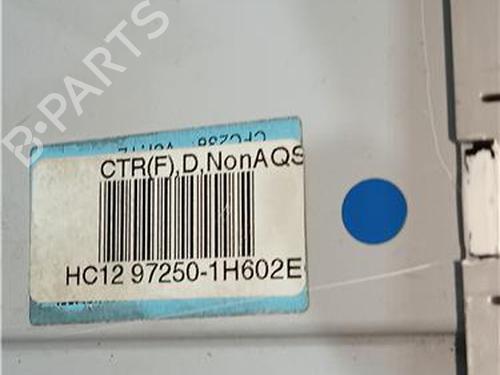 B-PARTS
CTR(F),D,NonAQS
HC12 97250-1H602E